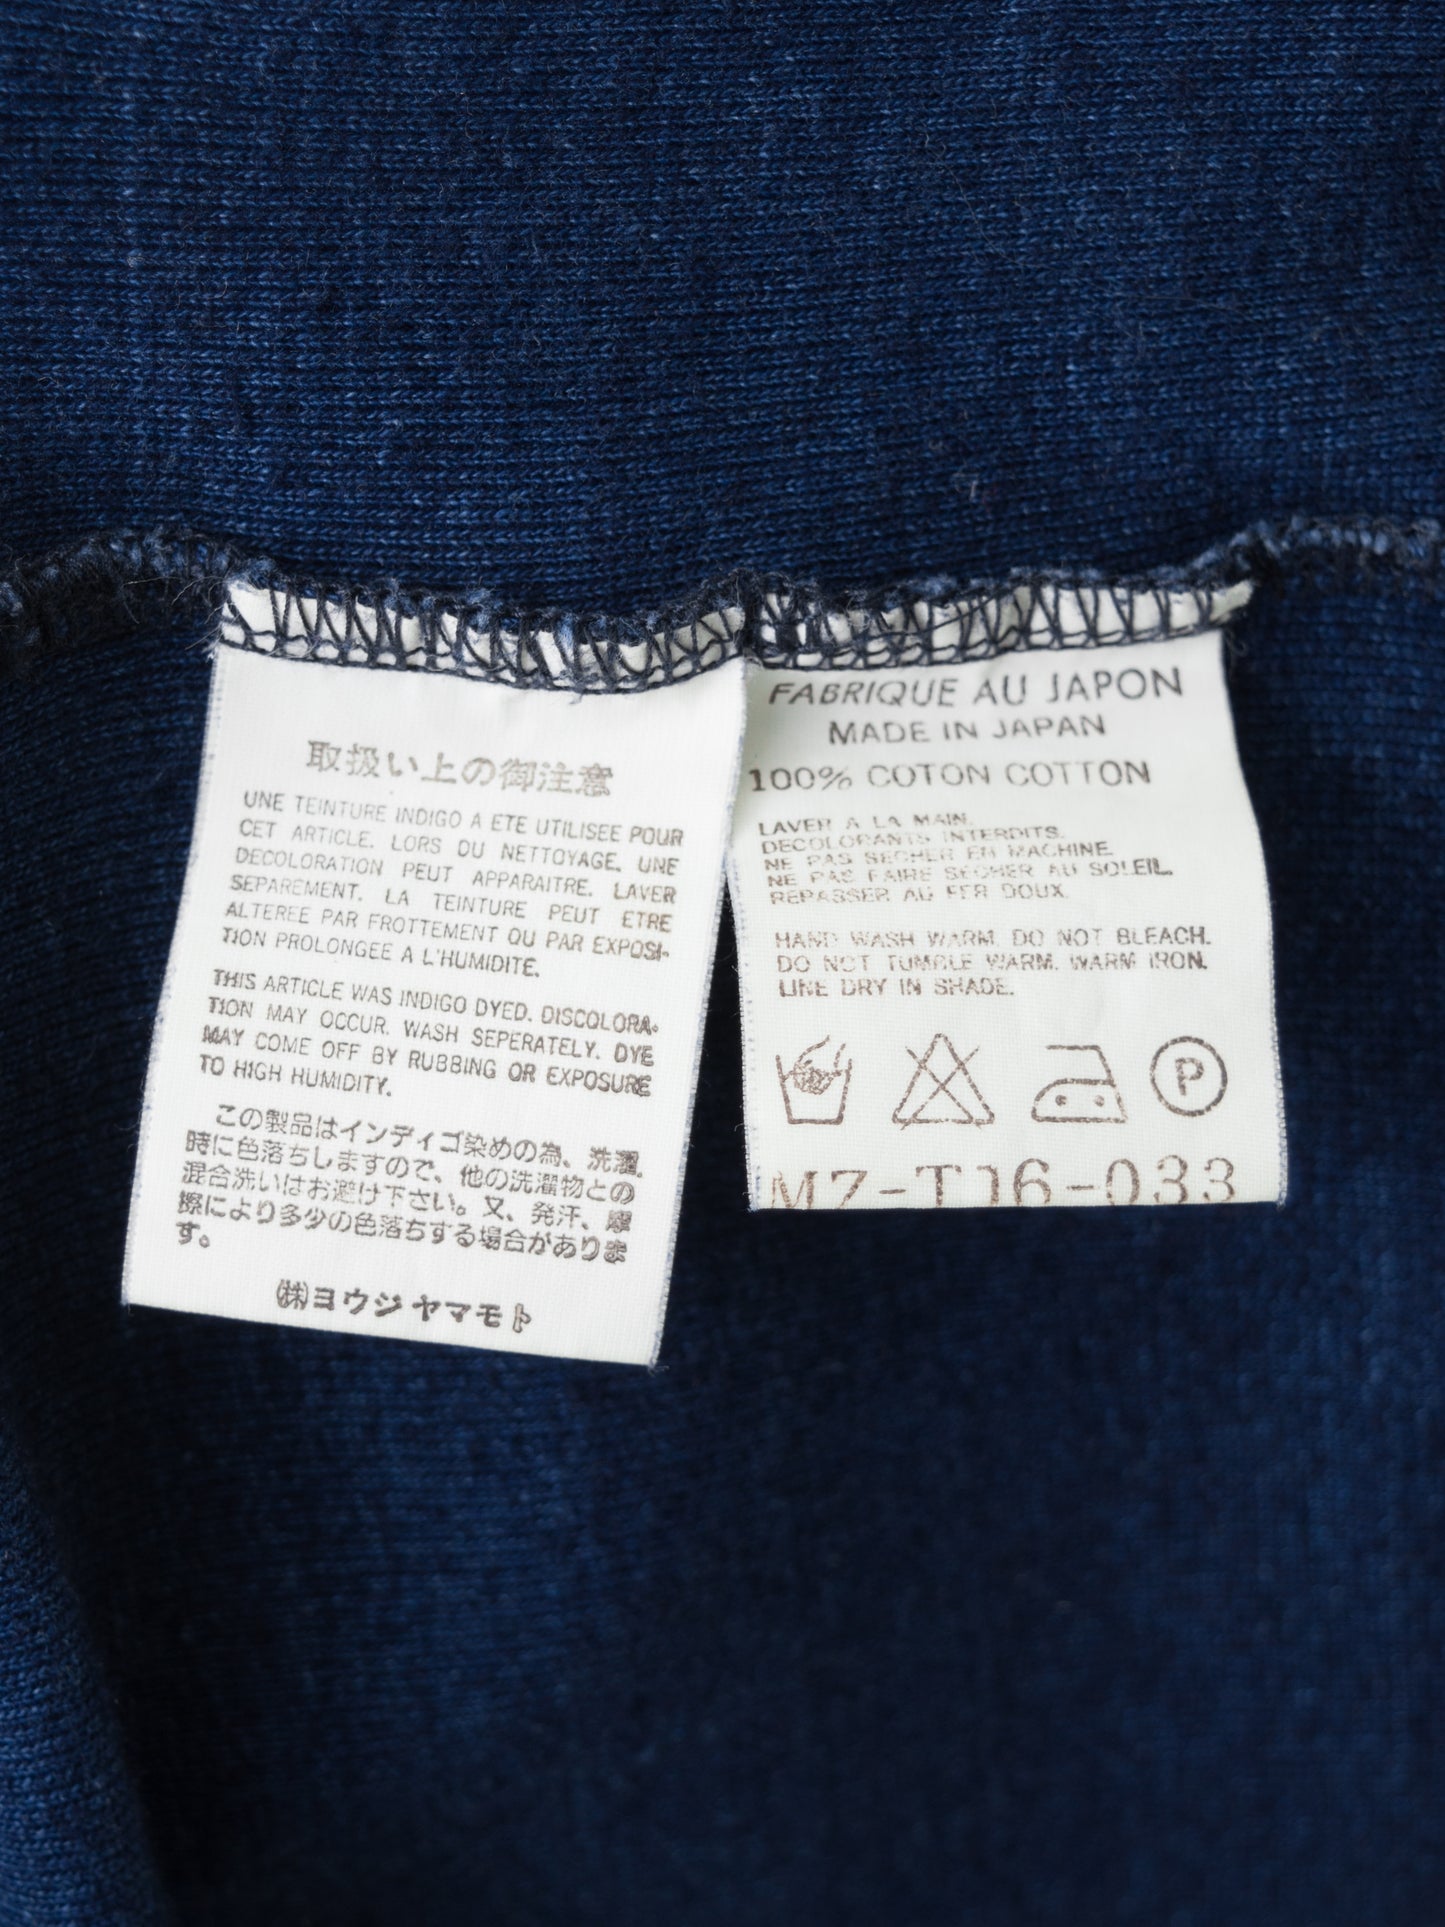 取扱い上の御注意
UNE TEINTURE INDIGO A ETE UTILISEE POUR
CET ARTICLE. LORS DU NETTOYAGE, UNE
DECOLORATION PEUT APPARAITRE. LAVER
SEPAREMENT. LA TEINTURE PEUT ETRE
ALTEREE PAR FROTTEMENT OU PAR EXPOSI-
TION PROLONGEE A L'HUMIDITE.
THIS ARTICLE WAS INDIGO DYED. DISCOLORA-
TION MAY OCCUR. WASH SEPERATELY. DYE
MAY COME OFF BY RUBBING OR EXPOSURE
TO HIGH HUMIDITY.
この製品はインディゴ染めの為、洗濯
時に色落ちしますので、他の洗濯物との
混合洗いはお避け下さい。又、発汗、摩
擦により多少の色落ちする場合がありま
す。
㈱ヨウジヤマモト
FABRIQUE AU JAPON
MADE IN JAPAN
100% COTON COTTON
LAVER A LA MAIN.
DECOLORANTS INTERDITS.
NE PAS SECHER EN MACHINE.
NE PAS FAIRE SECHER AU SOLEIL.
REPASSER AU FER DOUX.
HAND WASH WARM. DO NOT BLEACH.
DO NOT TUMBLE WARM. WARM IRON.
LINE DRY IN SHADE.
P
MZ-T16-033